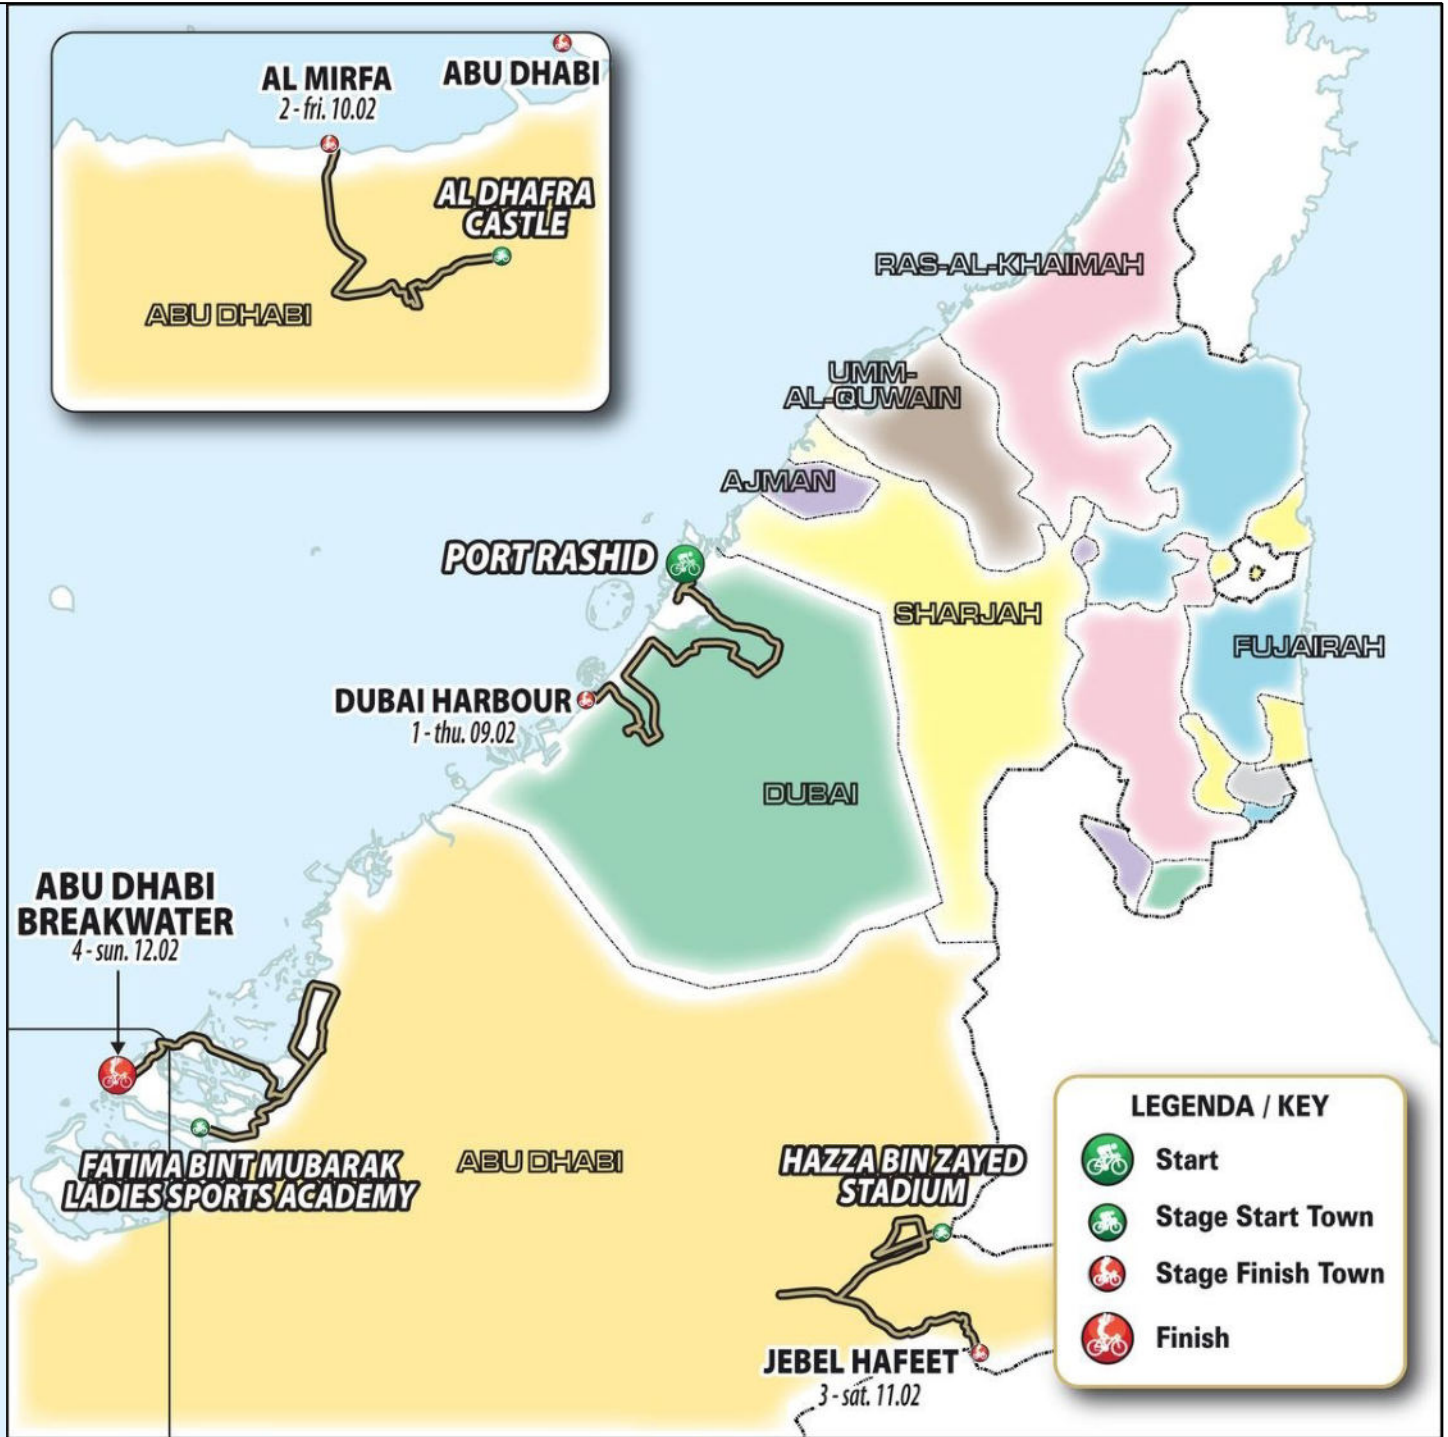 AL MIRFA
2 - fri. 10.02
ABU DHABI
AL DHAFRA
CASTLE
ABU DHABI
RAS-AL-KHAIMAH
UMM-
AL-QUWAIN
AJMAN
PORT RASHID
SHARJAH
FUJAIRAH
DUBAI HARBOUR
1 - thu. 09.02
DUBAI
ABU DHABI
BREAKWATER
4 - sun. 12.02
FATIMA BINT MUBARAK
LADIES SPORTS ACADEMY
ABU DHABI
HAZZA BIN ZAYED
STADIUM
JEBEL HAFEET
3 - sat. 11.02
LEGENDA / KEY
Start
Stage Start Town
Stage Finish Town
Finish